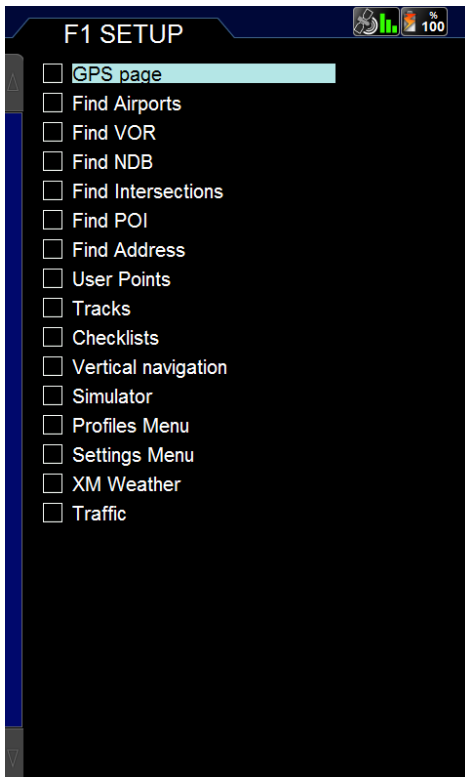 F1 SETUP
%
100
GPS page
Find Airports
Find VOR
Find NDB
Find Intersections
Find POI
Find Address
User Points
Tracks
Checklists
Vertical navigation
Simulator
Profiles Menu
Settings Menu
XM Weather
Traffic